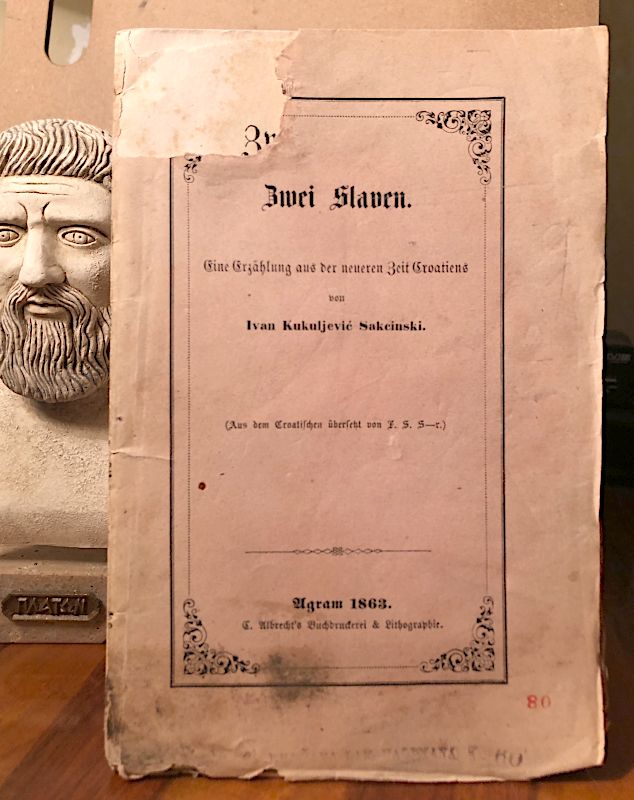 Zwei Slaven.
Eine Erzählung aus der neueren Zeit Croatiens
von
Ivan Kukuljević Sakcinski.
(Aus dem Croatischen übersetzt von F. S. S—r.)
Agram 1863.
C. Albrecht's Buchdruckerei & Lithographie.
80
ΠΛΑΤΩΝ